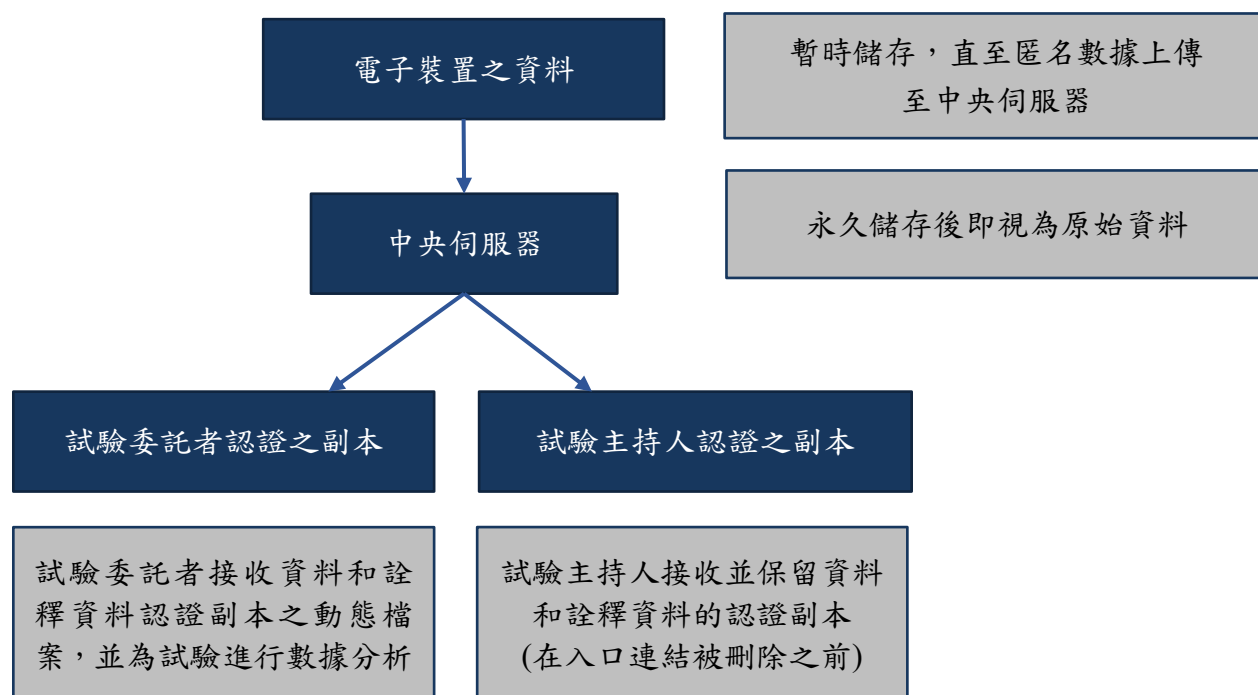 電子裝置之資料
暫時儲存，直至匿名數據上傳
至中央伺服器
中央伺服器
永久儲存後即視為原始資料
試驗委託者認證之副本
試驗主持人認證之副本
試驗委託者接收資料和詮
釋資料認證副本之動態檔
案，並為試驗進行數據分析
試驗主持人接收並保留資料
和詮釋資料的認證副本
(在入口連結被刪除之前)